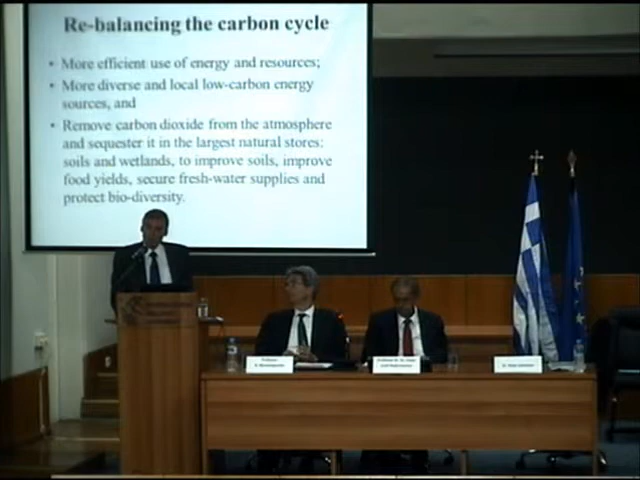 Re-balancing the carbon cycle
• More efficient use of energy and resources;
• More diverse and local low-carbon energy
sources, and
• Remove carbon dioxide from the atmosphere
and sequester it in the largest natural stores:
soils and wetlands, to improve soils, improve
food yields, secure fresh-water supplies and
protect bio-diversity.